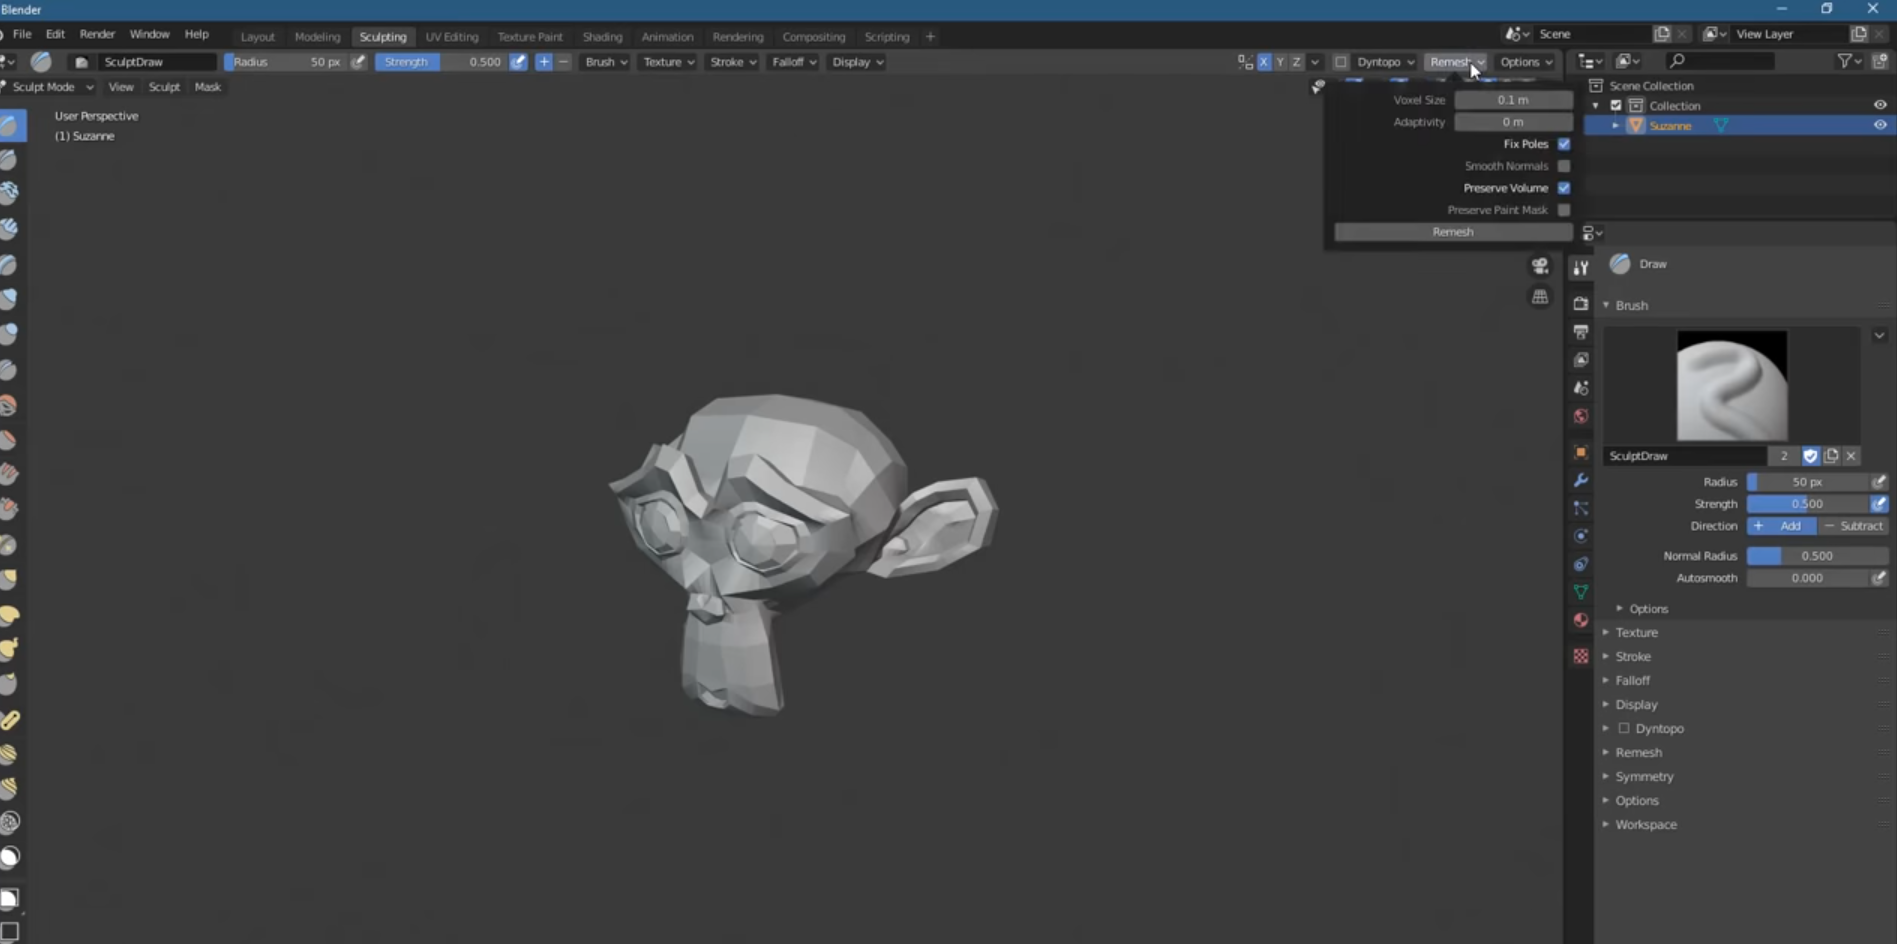 Blender
File Edit Render Window Help Layout Modeling Sculpting UV Editing Texture Paint Shading Animation Rendering Compositing Scripting + Scene View Layer
SculptDraw Radius 50 px Strength 0.500 + − Brush Texture Stroke Falloff Display X Y Z Dyntopo Remesh Options
Sculpt Mode View Sculpt Mask
User Perspective
(1) Suzanne
Voxel Size 0.1 m
Adaptivity 0 m
Fix Poles
Smooth Normals
Preserve Volume
Preserve Paint Mask
Remesh
Scene Collection
Collection
Suzanne
Draw
Brush
SculptDraw 2
Radius 50 px
Strength 0.500
Direction + Add − Subtract
Normal Radius 0.500
Autosmooth 0.000
Options
Texture
Stroke
Falloff
Display
Dyntopo
Remesh
Symmetry
Options
Workspace